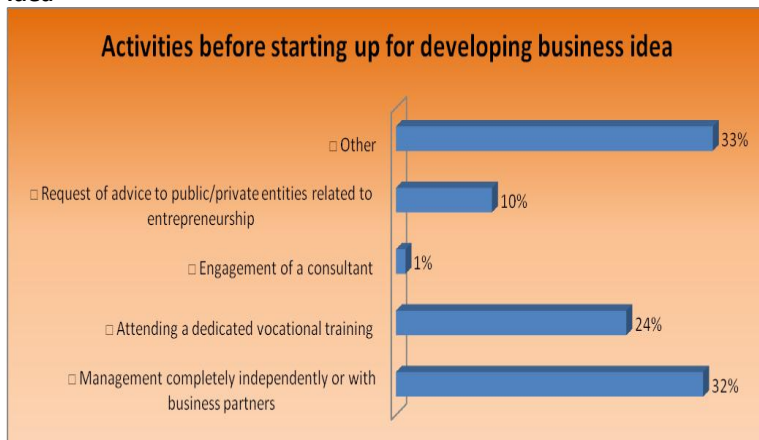 Idea
Activities before starting up for developing business idea
□ Other
33%
□ Request of advice to public/private entities related to
entrepreneurship
10%
□ Engagement of a consultant
1%
□ Attending a dedicated vocational training
24%
□ Management completely independently or with
business partners
32%